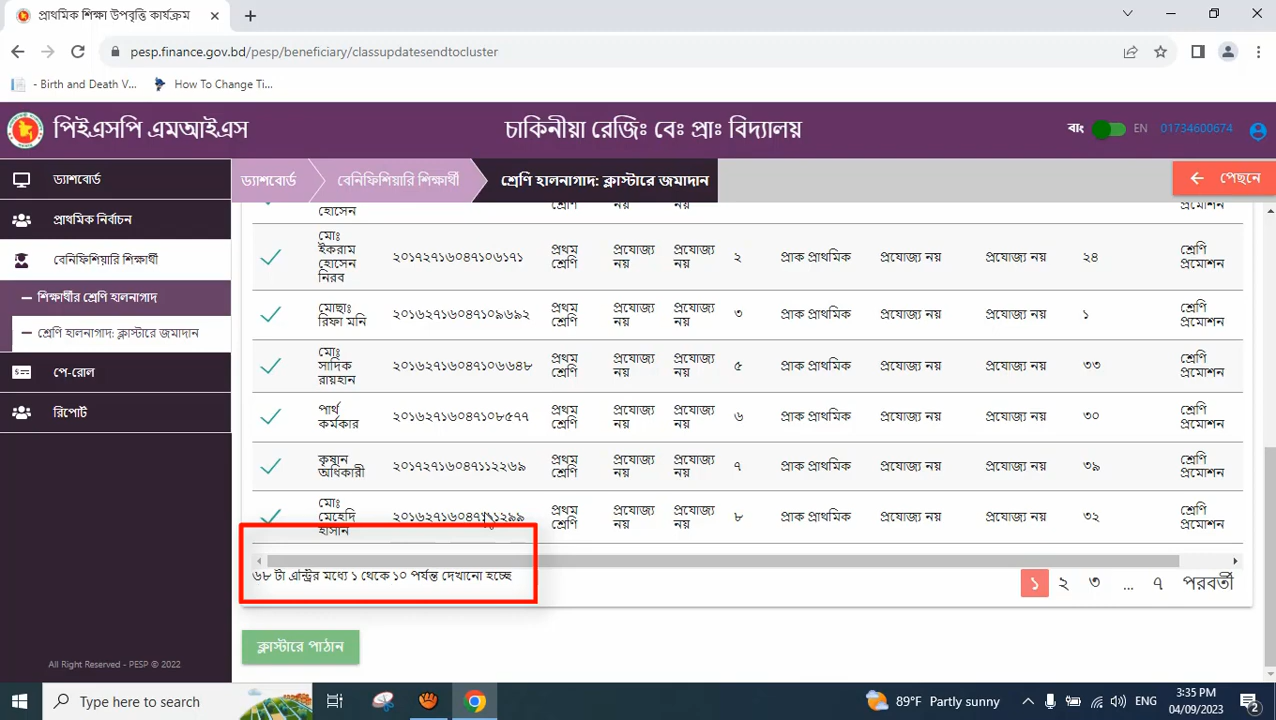 প্রাথমিক শিক্ষা উপবৃত্তি কার্যক্রম
pesp.finance.gov.bd/pesp/beneficiary/classupdatesendtocluster
- Birth and Death V...
How To Change Ti...
পিইএসপি এমআইএস
চাকিনীয়া রেজিঃ বেঃ প্রাঃ বিদ্যালয়
বাং EN 01734600674
ড্যাশবোর্ড
প্রাথমিক নির্বাচন
বেনিফিশিয়ারি শিক্ষার্থী
শিক্ষার্থীর শ্রেণি হালনাগাদ
শ্রেণি হালনাগাদ: ক্লাস্টারে জমাদান
পে-রোল
রিপোর্ট
All Right Reserved - PESP © 2022
ড্যাশবোর্ড বেনিফিশিয়ারি শিক্ষার্থী শ্রেণি হালনাগাদ: ক্লাস্টারে জমাদান
পেছনে
হোসেন শ্রেণি নয় নয় প্রমোশন
মোঃ ইকরাম হোসেন নিরব ২০১৭২৭১৬০৪৭১০৬১৭১ প্রথম শ্রেণি প্রযোজ্য নয় প্রযোজ্য নয় ২ প্রাক প্রাথমিক প্রযোজ্য নয় প্রযোজ্য নয় ২৪ শ্রেণি প্রমোশন
মোছাঃ রিফা মনি ২০১৬২৭১৬০৪৭১০৯৬৯২ প্রথম শ্রেণি প্রযোজ্য নয় প্রযোজ্য নয় ৩ প্রাক প্রাথমিক প্রযোজ্য নয় প্রযোজ্য নয় ১ শ্রেণি প্রমোশন
মোঃ সাদিক রায়হান ২০১৬২৭১৬০৪৭১০৬৬৪৮ প্রথম শ্রেণি প্রযোজ্য নয় প্রযোজ্য নয় ৫ প্রাক প্রাথমিক প্রযোজ্য নয় প্রযোজ্য নয় ৩৩ শ্রেণি প্রমোশন
পার্থ কর্মকার ২০১৬২৭১৬০৪৭১০৮৫৭৭ প্রথম শ্রেণি প্রযোজ্য নয় প্রযোজ্য নয় ৬ প্রাক প্রাথমিক প্রযোজ্য নয় প্রযোজ্য নয় ৩০ শ্রেণি প্রমোশন
কৃষান অধিকারী ২০১৭২৭১৬০৪৭১১২২৬৯ প্রথম শ্রেণি প্রযোজ্য নয় প্রযোজ্য নয় ৭ প্রাক প্রাথমিক প্রযোজ্য নয় প্রযোজ্য নয় ৩৯ শ্রেণি প্রমোশন
মোঃ মেহেদি হাসান প্রথম শ্রেণি প্রযোজ্য নয় প্রযোজ্য নয় ৮ প্রাক প্রাথমিক প্রযোজ্য নয় প্রযোজ্য নয় ৩২ শ্রেণি প্রমোশন
৬৮ টা এন্ট্রির মধ্যে ১ থেকে ১০ পর্যন্ত দেখানো হচ্ছে
১ ২ ৩ ... ৭ পরবর্তী
ক্লাস্টারে পাঠান
Type here to search
89°F Partly sunny
ENG
3:35 PM
04/09/2023
2